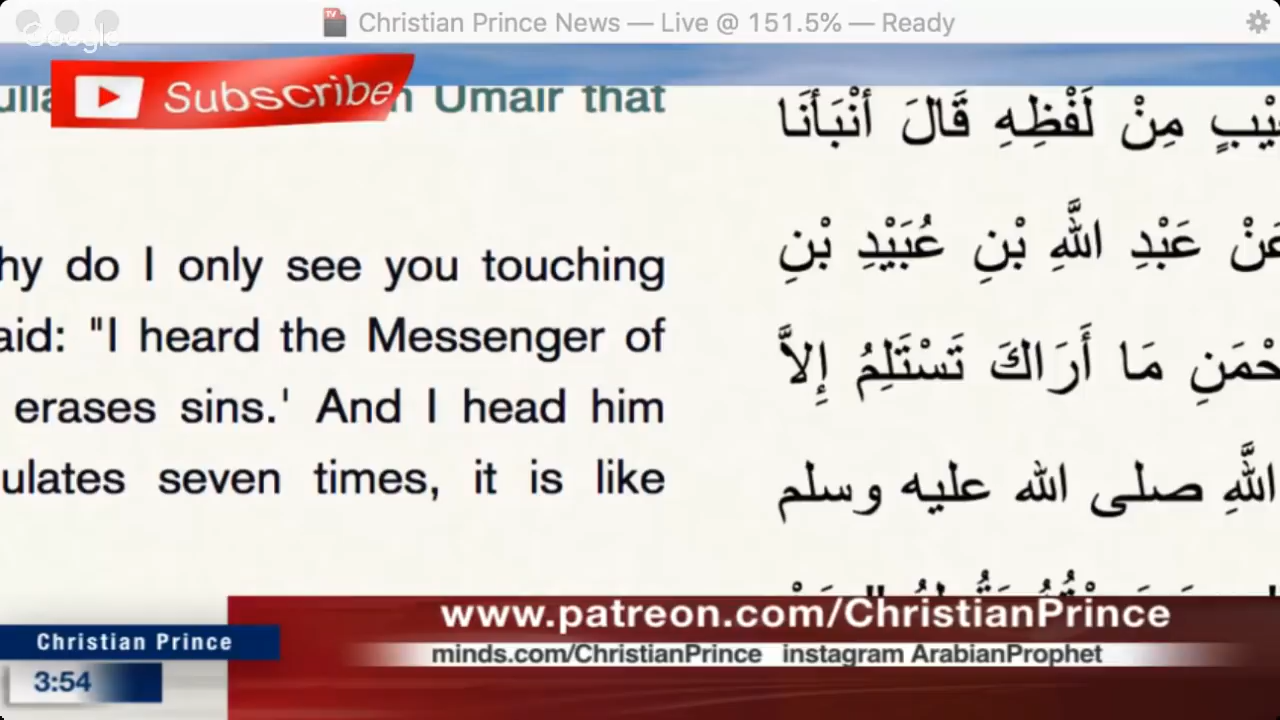 Christian Prince News — Live @ 151.5% — Ready
Google
Subscribe
Umair that
hy do I only see you touching
aid: "I heard the Messenger of
erases sins.' And I head him
ulates seven times, it is like
مِنْ لَفْظِهِ قَالَ أَنْبَأَنَا
عَنْ عَبْدِ اللَّهِ بْنِ عُبَيْدِ بْنِ
مَا أَرَاكَ تَسْتَلِمُ إِلاَّ
اللَّهِ صلى الله عليه وسلم
www.patreon.com/ChristianPrince
minds.com/ChristianPrince instagram ArabianProphet
Christian Prince
3:54